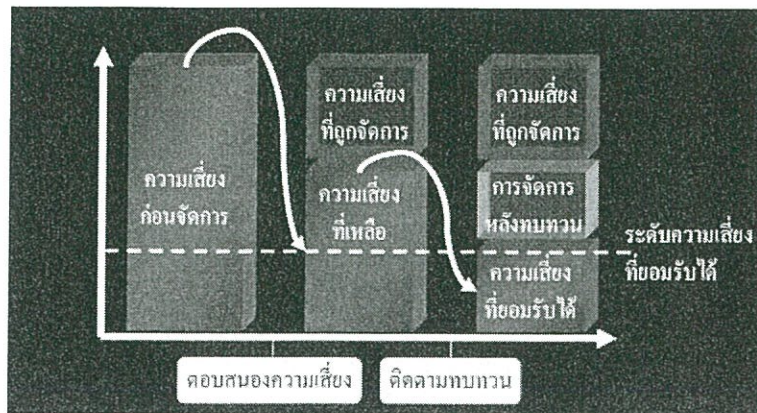 ความเสี่ยง
ก่อนจัดการ
ความเสี่ยง
ที่ถูกจัดการ
ความเสี่ยง
ที่เหลือ
ความเสี่ยง
ที่ถูกจัดการ
การจัดการ
หลังทบทวน
ความเสี่ยง
ที่ยอมรับได้
ระดับความเสี่ยง
ที่ยอมรับได้
ตอบสนองความเสี่ยง
ติดตามทบทวน